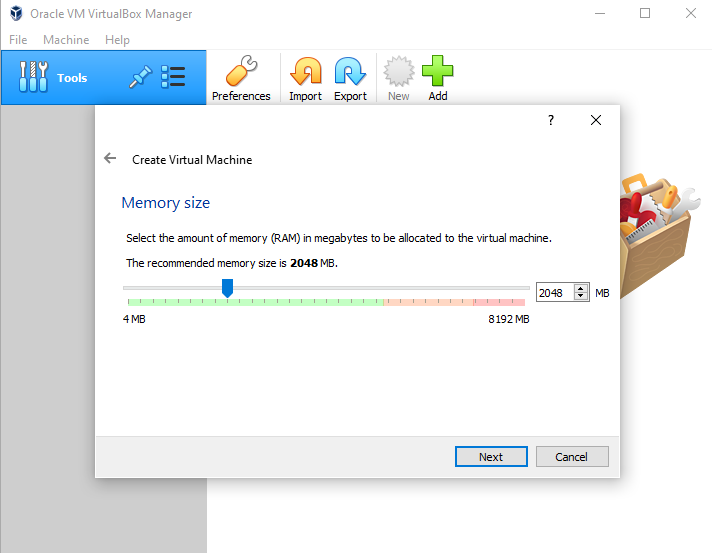 Oracle VM VirtualBox Manager
File Machine Help
Tools
Preferences Import Export New Add
?
Create Virtual Machine
Memory size
Select the amount of memory (RAM) in megabytes to be allocated to the virtual machine.
The recommended memory size is 2048 MB.
2048 MB
4 MB 8192 MB
Next Cancel